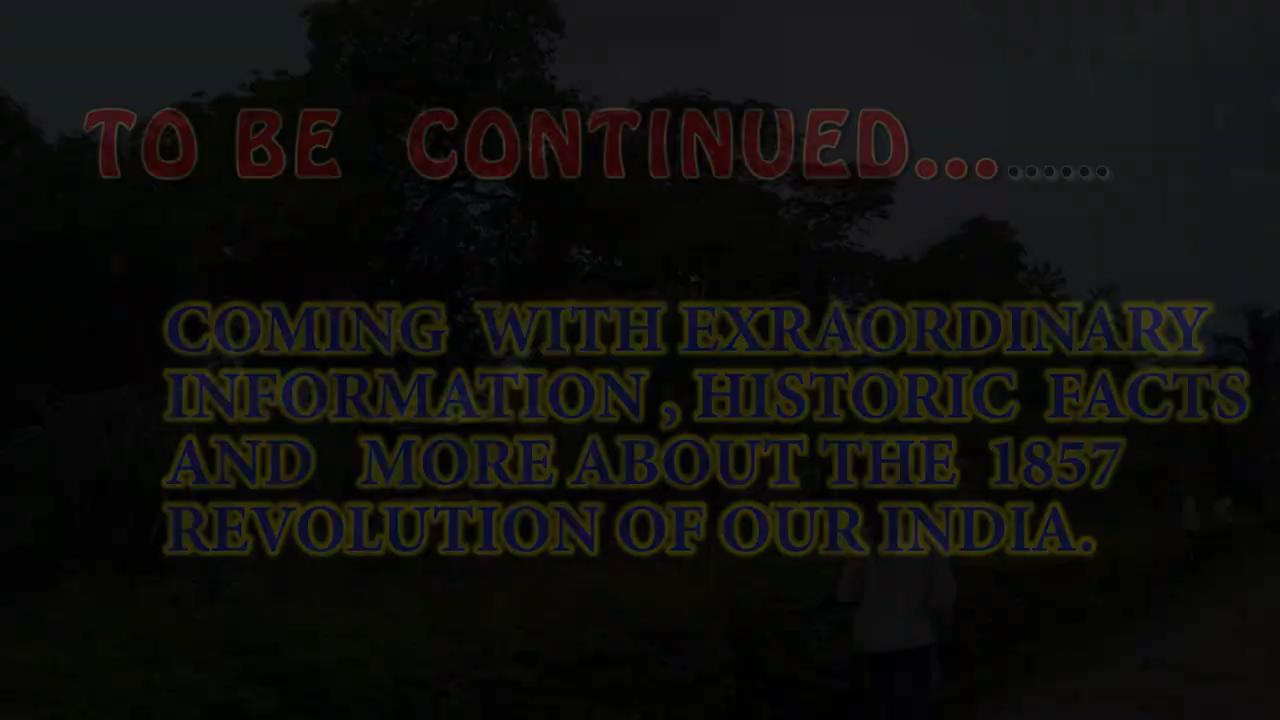 TO BE CONTINUED.........
COMING WITH EXRAORDINARY
INFORMATION , HISTORIC FACTS
AND MORE ABOUT THE 1857
REVOLUTION OF OUR INDIA.